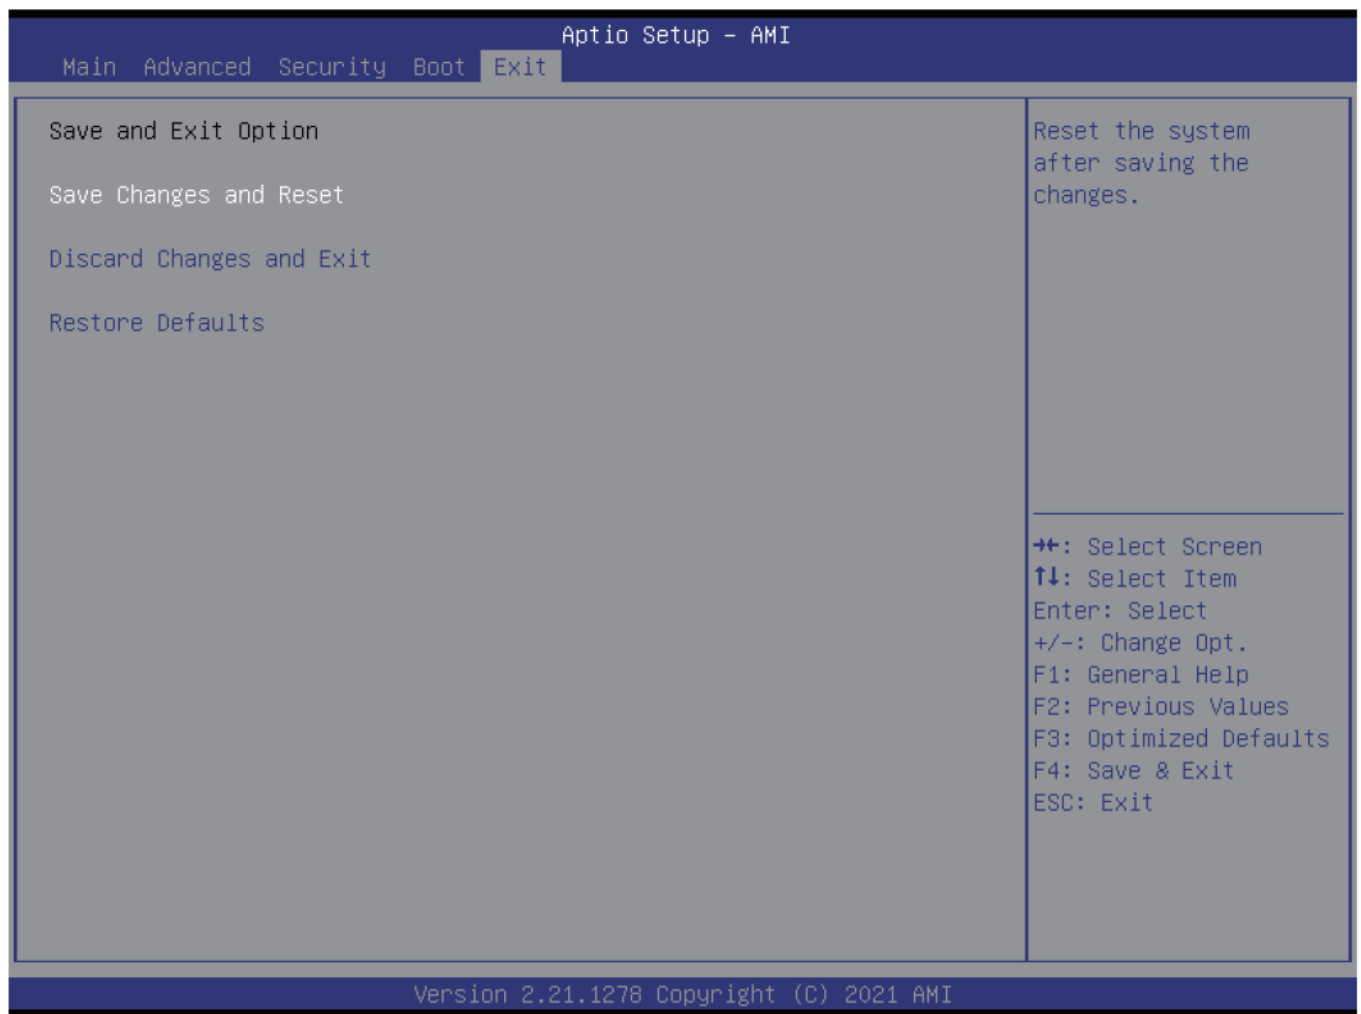 Aptio Setup – AMI
Main Advanced Security Boot Exit
Save and Exit Option
Save Changes and Reset
Discard Changes and Exit
Restore Defaults
Reset the system
after saving the
changes.
→←: Select Screen
↑↓: Select Item
Enter: Select
+/-: Change Opt.
F1: General Help
F2: Previous Values
F3: Optimized Defaults
F4: Save & Exit
ESC: Exit
Version 2.21.1278 Copyright (C) 2021 AMI